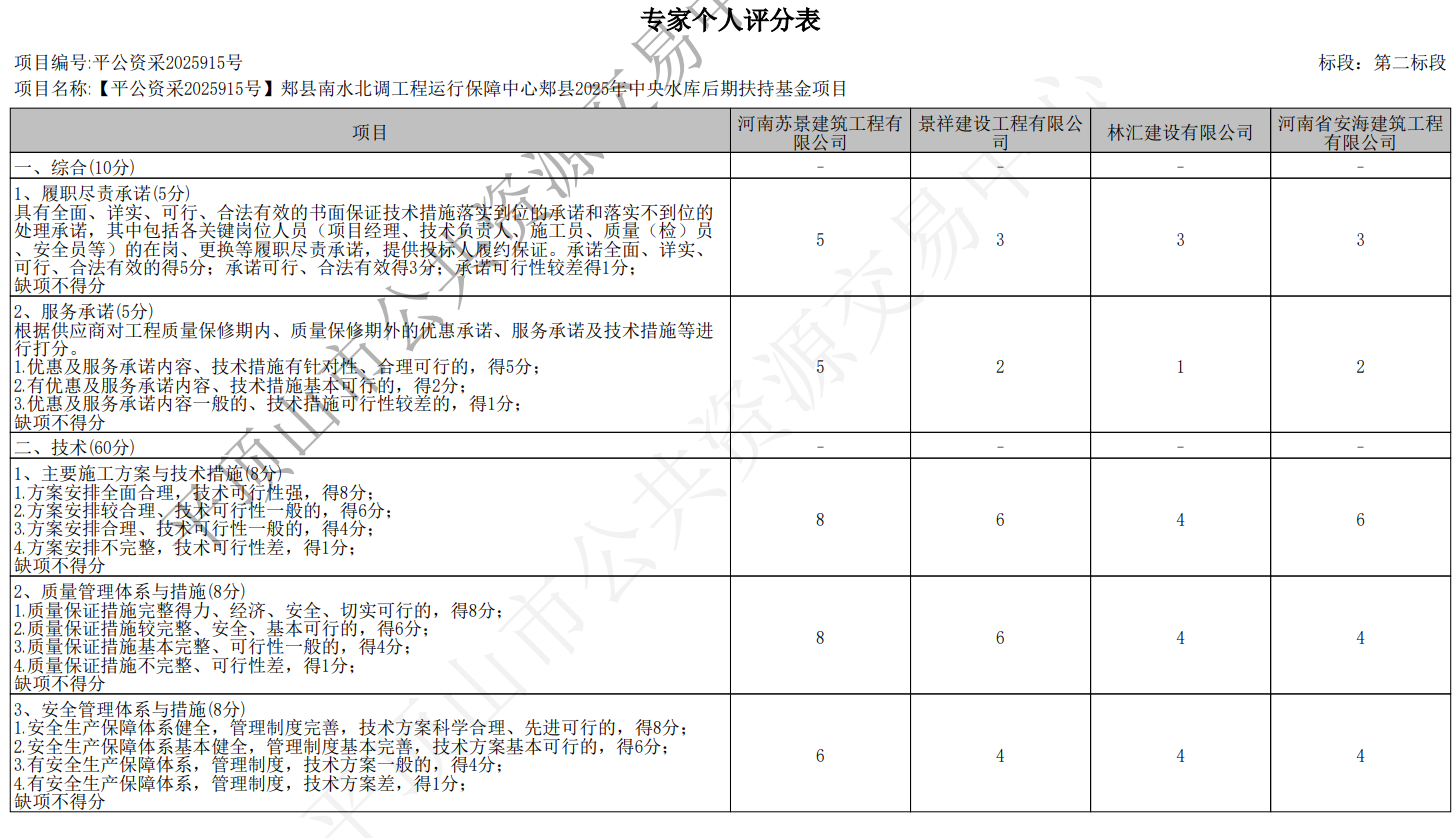 专家个人评分表
项目编号:平公资采2025915号
标段：第二标段
项目名称:【平公资采2025915号】郏县南水北调工程运行保障中心郏县2025年中央水库后期扶持基金项目
项目
河南苏景建筑工程有
限公司
景祥建设工程有限公
司
林汇建设有限公司
河南省安海建筑工程
有限公司
一、综合(10分)
-
-
-
-
1、履职尽责承诺(5分)
具有全面、详实、可行、合法有效的书面保证技术措施落实到位的承诺和落实不到位的
处理承诺，其中包括各关键岗位人员（项目经理、技术负责人、施工员、质量（检）员
、安全员等）的在岗、更换等履职尽责承诺，提供投标人履约保证。承诺全面、详实、
可行、合法有效的得5分；承诺可行、合法有效得3分；承诺可行性较差得1分；
缺项不得分
5
3
3
3
2、服务承诺(5分)
根据供应商对工程质量保修期内、质量保修期外的优惠承诺、服务承诺及技术措施等进
行打分。
1.优惠及服务承诺内容、技术措施有针对性、合理可行的，得5分；
2.有优惠及服务承诺内容、技术措施基本可行的，得2分；
3.优惠及服务承诺内容一般的、技术措施可行性较差的，得1分；
缺项不得分
5
2
1
2
二、技术(60分)
-
-
-
-
1、主要施工方案与技术措施(8分)
1.方案安排全面合理，技术可行性强，得8分；
2.方案安排较合理、技术可行性一般的，得6分；
3.方案安排合理、技术可行性一般的，得4分；
4.方案安排不完整，技术可行性差，得1分；
缺项不得分
8
6
4
6
2、质量管理体系与措施(8分)
1.质量保证措施完整得力、经济、安全、切实可行的，得8分；
2.质量保证措施较完整、安全、基本可行的，得6分；
3.质量保证措施基本完整、可行性一般的，得4分；
4.质量保证措施不完整、可行性差，得1分；
缺项不得分
8
6
4
4
3、安全管理体系与措施(8分)
1.安全生产保障体系健全，管理制度完善，技术方案科学合理、先进可行的，得8分；
2.安全生产保障体系基本健全，管理制度基本完善，技术方案基本可行的，得6分；
3.有安全生产保障体系，管理制度，技术方案一般的，得4分；
4.有安全生产保障体系，管理制度，技术方案差，得1分；
缺项不得分
6
4
4
4
平顶山市公共资源交易中
平顶山市公共资源交易中心